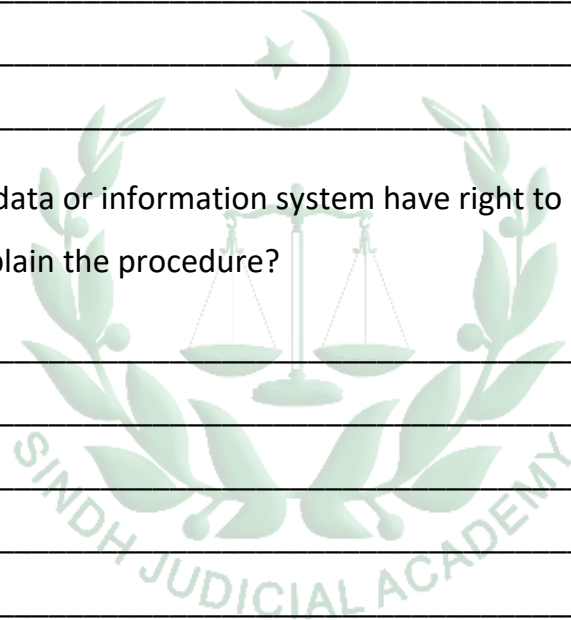 data or information system have right to
plain the procedure?
SINDH JUDICIAL ACADEMY